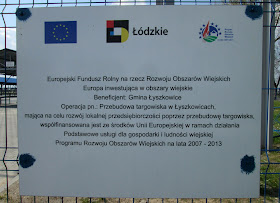 Łódzkie
Europejski Fundusz Rolny na rzecz Rozwoju Obszarów Wiejskich
Europa inwestująca w obszary wiejskie
Beneficjent: Gmina Łyszkowice
Operacja pn.: Przebudowa targowiska w Łyszkowicach,
mająca na celu rozwój lokalnej przedsiębiorczości poprzez przebudowę targowiska,
współfinansowana jest ze środków Unii Europejskiej w ramach działania
Podstawowe usługi dla gospodarki i ludności wiejskiej
Programu Rozwoju Obszarów Wiejskich na lata 2007 - 2013